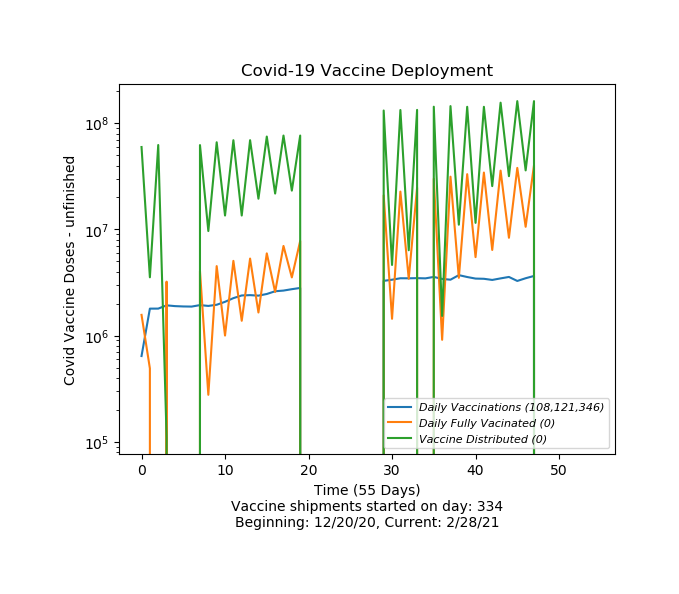 Covid-19 Vaccine Deployment
Covid Vaccine Doses - unfinished
10^8
10^7
10^6
10^5
0 10 20 30 40 50
Daily Vaccinations (108,121,346)
Daily Fully Vacinated (0)
Vaccine Distributed (0)
Time (55 Days)
Vaccine shipments started on day: 334
Beginning: 12/20/20, Current: 2/28/21